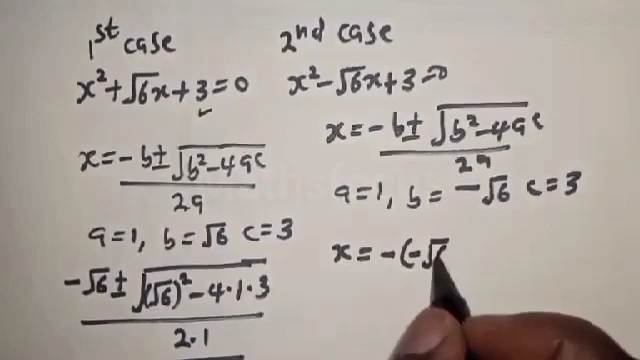 1st case
x² + √6x + 3 = 0
x = -b ± √b² - 4ac
2a
a = 1, b = √6 c = 3
-√6 ± √(√6)² - 4·1·3
2·1
2nd case
x² - √6x + 3 = 0
x = -b ± √b² - 4ac
2a
a = 1, b = -√6 c = 3
x = -(-√6